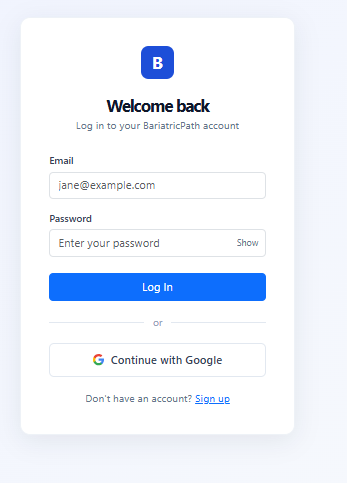 B
Welcome back
Log in to your BariatricPath account
Email
jane@example.com
Password
Enter your password Show
Log In
or
Continue with Google
Don't have an account? Sign up